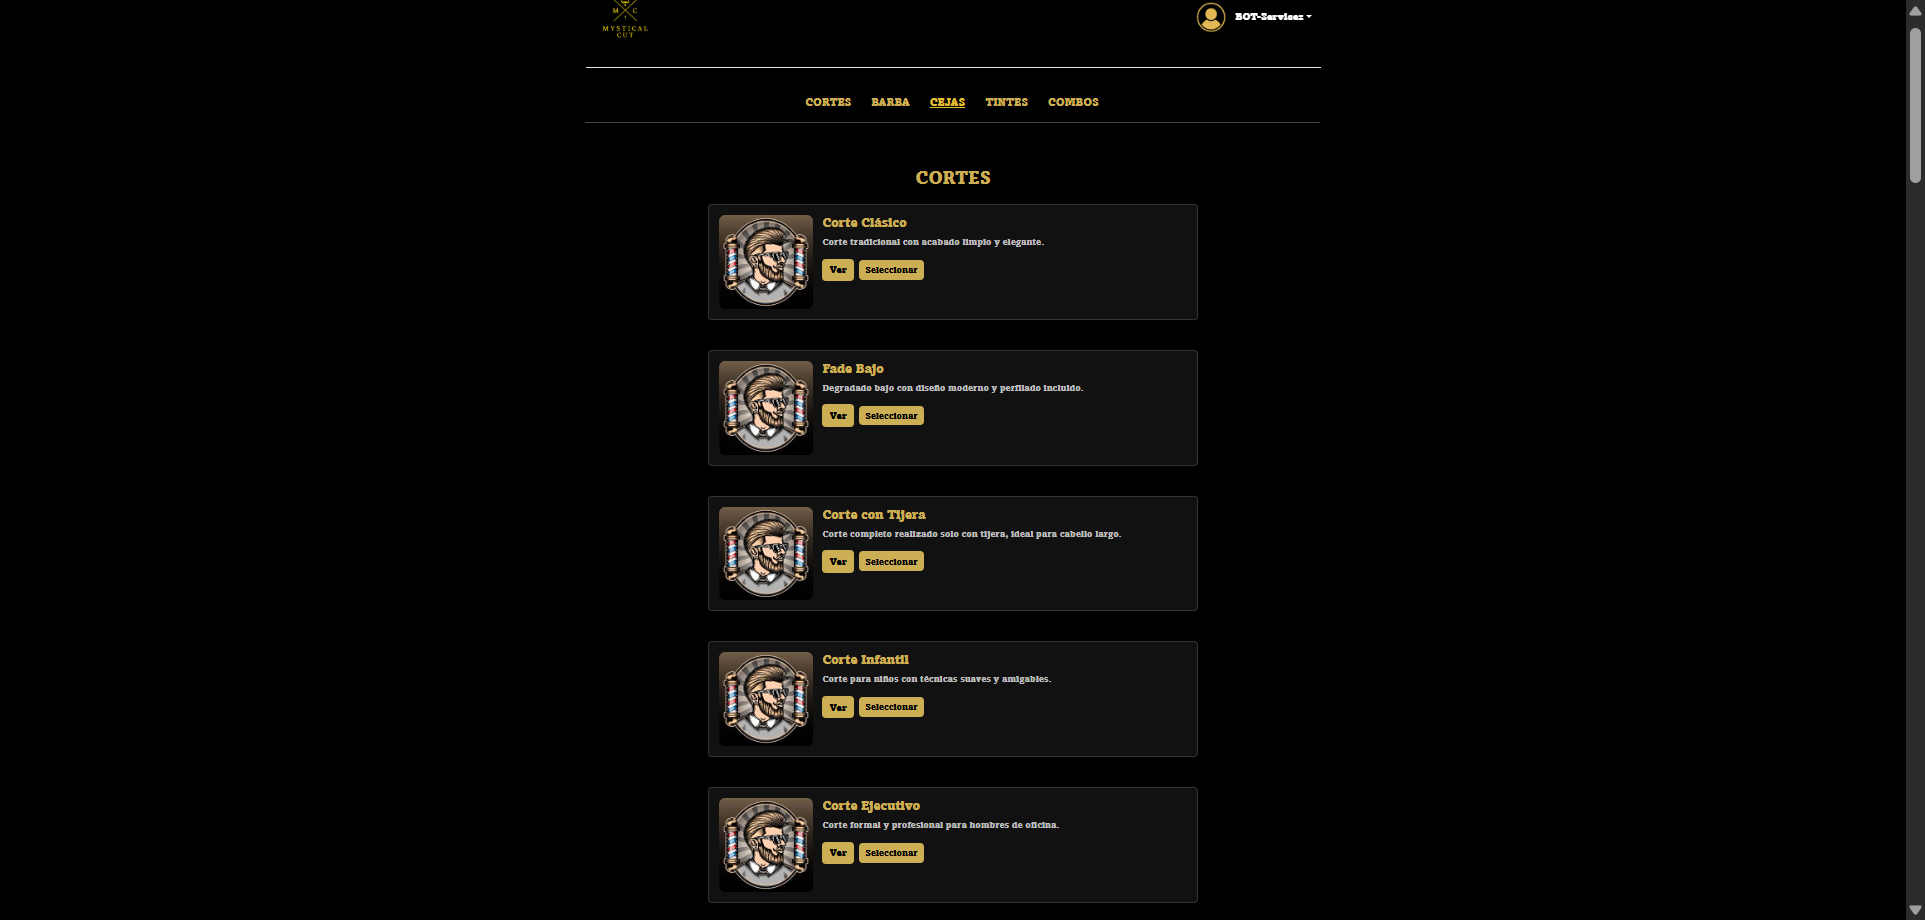 M C
MYSTICAL
CUT
BOT-Servicez
CORTES BARBA CEJAS TINTES COMBOS
CORTES
Corte Clásico
Corte tradicional con acabado limpio y elegante.
Ver Seleccionar
Fade Bajo
Degradado bajo con diseño moderno y perfilado incluido.
Ver Seleccionar
Corte con Tijera
Corte completo realizado solo con tijera, ideal para cabello largo.
Ver Seleccionar
Corte Infantil
Corte para niños con técnicas suaves y amigables.
Ver Seleccionar
Corte Ejecutivo
Corte formal y profesional para hombres de oficina.
Ver Seleccionar